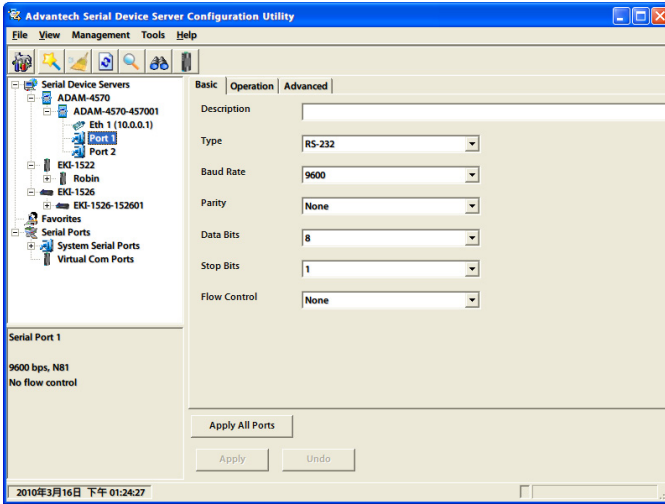 Advantech Serial Device Server Configuration Utility
File View Management Tools Help
Serial Device Servers
ADAM-4570
ADAM-4570-457001
Eth 1 (10.0.0.1)
Port 1
Port 2
EKI-1522
Robin
EKI-1526
EKI-1526-152601
Favorites
Serial Ports
System Serial Ports
Virtual Com Ports
Serial Port 1
9600 bps, N81
No flow control
Basic Operation Advanced
Description
Type RS-232
Baud Rate 9600
Parity None
Data Bits 8
Stop Bits 1
Flow Control None
Apply All Ports
Apply Undo
2010年3月16日 下午 01:24:27